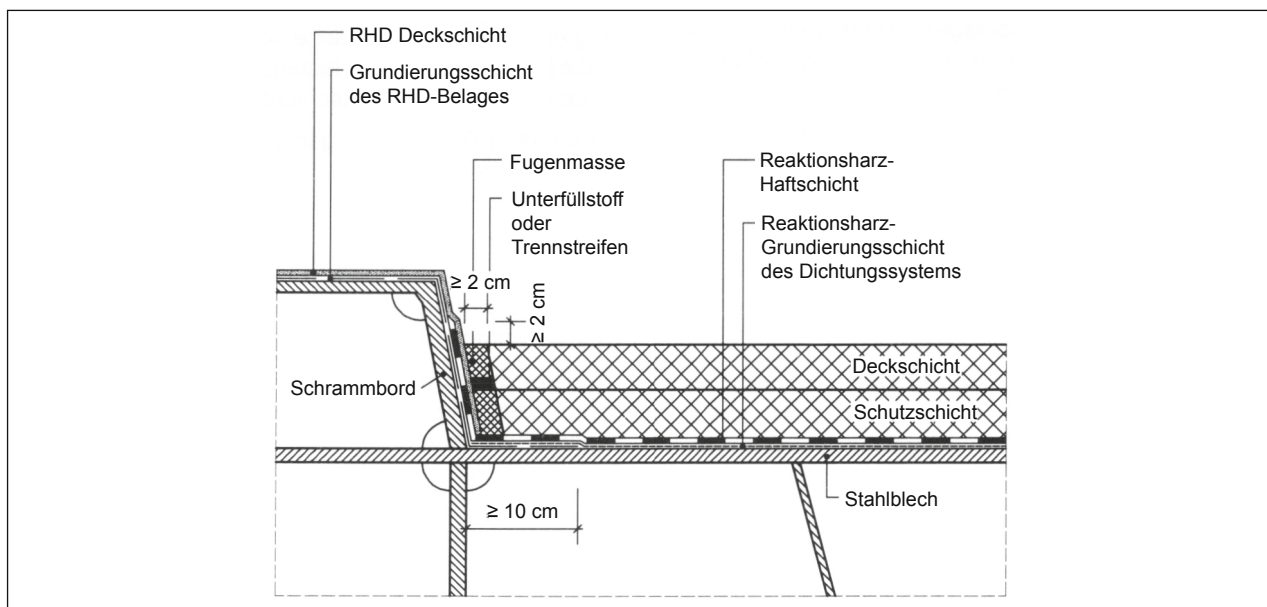 RHD Deckschicht
Grundierungsschicht
des RHD-Belages
Fugenmasse
Unterfüllstoff
oder
Trennstreifen
Reaktionsharz-
Haftschicht
Reaktionsharz-
Grundierungsschicht
des Dichtungssystems
≥ 2 cm
≥ 2 cm
Deckschicht
Schrammbord
Schutzschicht
Stahlblech
≥ 10 cm